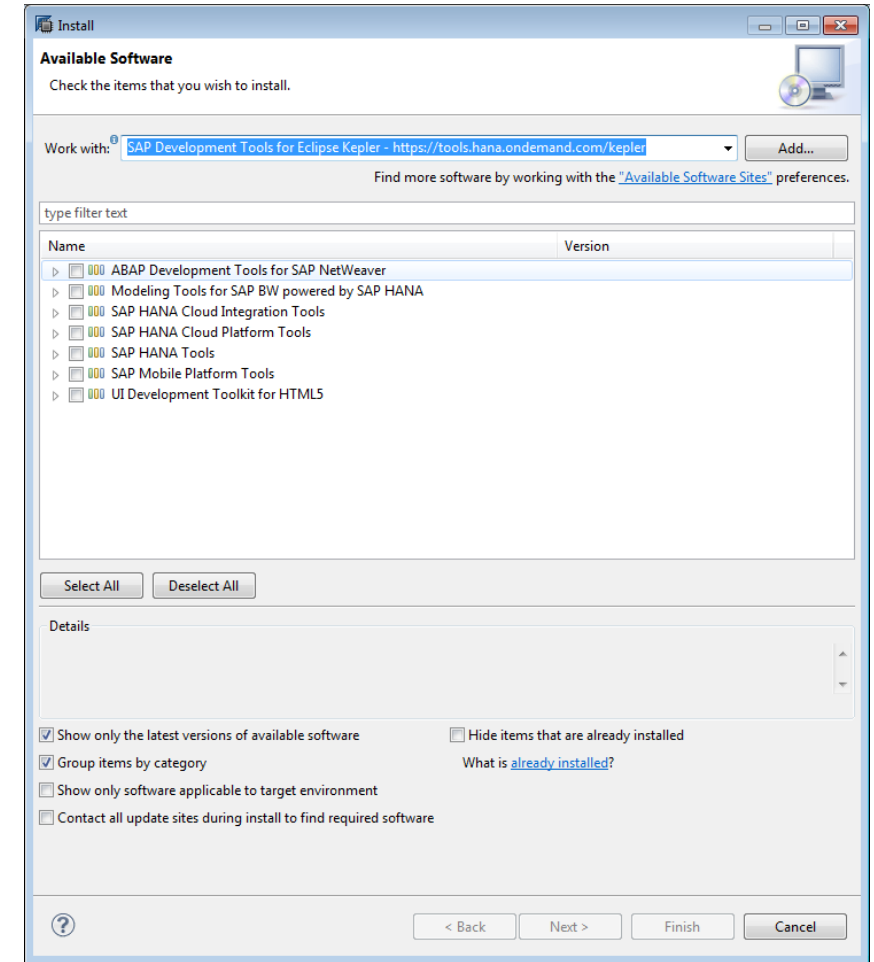 Install
Available Software
Check the items that you wish to install.
Work with: SAP Development Tools for Eclipse Kepler - https://tools.hana.ondemand.com/kepler Add...
Find more software by working with the "Available Software Sites" preferences.
type filter text
Name Version
ABAP Development Tools for SAP NetWeaver
Modeling Tools for SAP BW powered by SAP HANA
SAP HANA Cloud Integration Tools
SAP HANA Cloud Platform Tools
SAP HANA Tools
SAP Mobile Platform Tools
UI Development Toolkit for HTML5
Select All Deselect All
Details
Show only the latest versions of available software Hide items that are already installed
Group items by category What is already installed?
Show only software applicable to target environment
Contact all update sites during install to find required software
? < Back Next > Finish Cancel